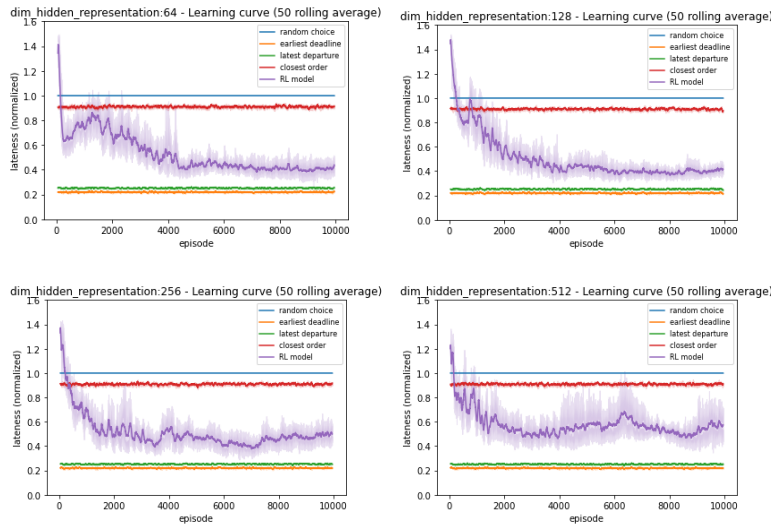 dim_hidden_representation:64 - Learning curve (50 rolling average)
1.6
1.4
1.2
1.0
0.8
0.6
0.4
0.2
0.0
lateness (normalized)
random choice
earliest deadline
latest departure
closest order
RL model
0 2000 4000 6000 8000 10000
episode
dim_hidden_representation:128 - Learning curve (50 rolling average)
1.6
1.4
1.2
1.0
0.8
0.6
0.4
0.2
0.0
lateness (normalized)
random choice
earliest deadline
latest departure
closest order
RL model
0 2000 4000 6000 8000 10000
episode
dim_hidden_representation:256 - Learning curve (50 rolling average)
1.6
1.4
1.2
1.0
0.8
0.6
0.4
0.2
0.0
lateness (normalized)
random choice
earliest deadline
latest departure
closest order
RL model
0 2000 4000 6000 8000 10000
episode
dim_hidden_representation:512 - Learning curve (50 rolling average)
1.6
1.4
1.2
1.0
0.8
0.6
0.4
0.2
0.0
lateness (normalized)
random choice
earliest deadline
latest departure
closest order
RL model
0 2000 4000 6000 8000 10000
episode